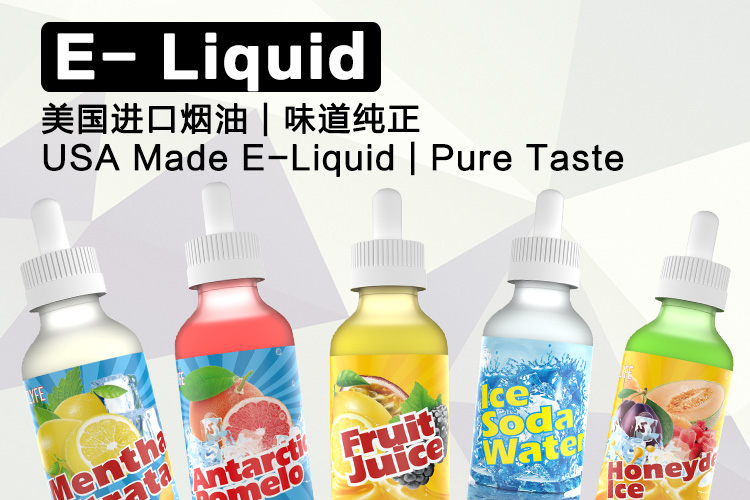 E- Liquid
美国进口烟油 | 味道纯正
USA Made E-Liquid | Pure Taste
Mentha
Antarctic
Pomelo
Fruit
Juice
Ice
Soda
Water
Honeyde
Ice